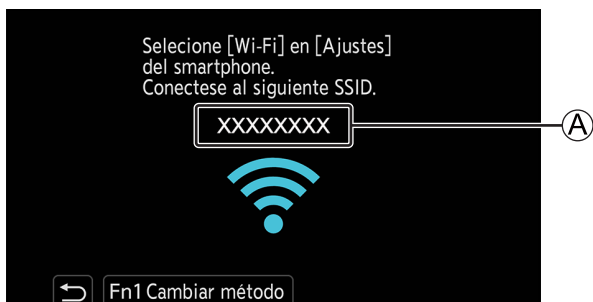 Selecione [Wi-Fi] en [Ajustes]
del smartphone.
Conectese al siguiente SSID.
XXXXXXXX
A
Fn1 Cambiar método